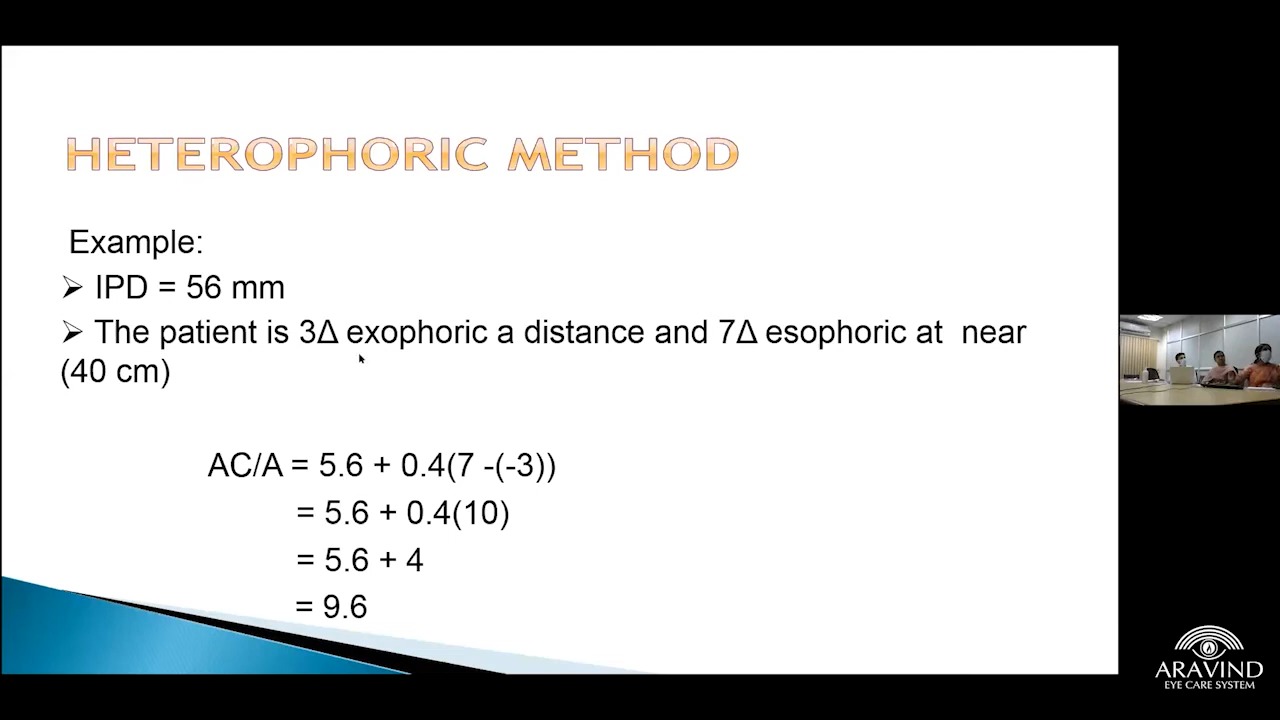 HETEROPHORIC METHOD
Example:
➢ IPD = 56 mm
➢ The patient is 3Δ exophoric a distance and 7Δ esophoric at near
(40 cm)
AC/A = 5.6 + 0.4(7 -(-3))
= 5.6 + 0.4(10)
= 5.6 + 4
= 9.6
ARAVIND
EYE CARE SYSTEM